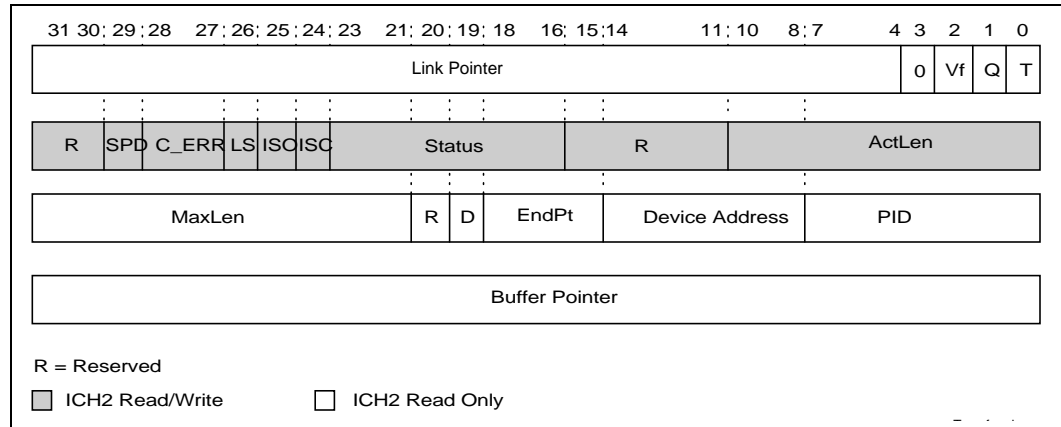 31 30 29 28 27 26 25 24 23 21 20 19 18 16 15 14 11 10 8 7 4 3 2 1 0
Link Pointer 0 Vf Q T
R SPD C_ERR LS ISO ISC Status R ActLen
MaxLen R D EndPt Device Address PID
Buffer Pointer
R = Reserved
ICH2 Read/Write ICH2 Read Only